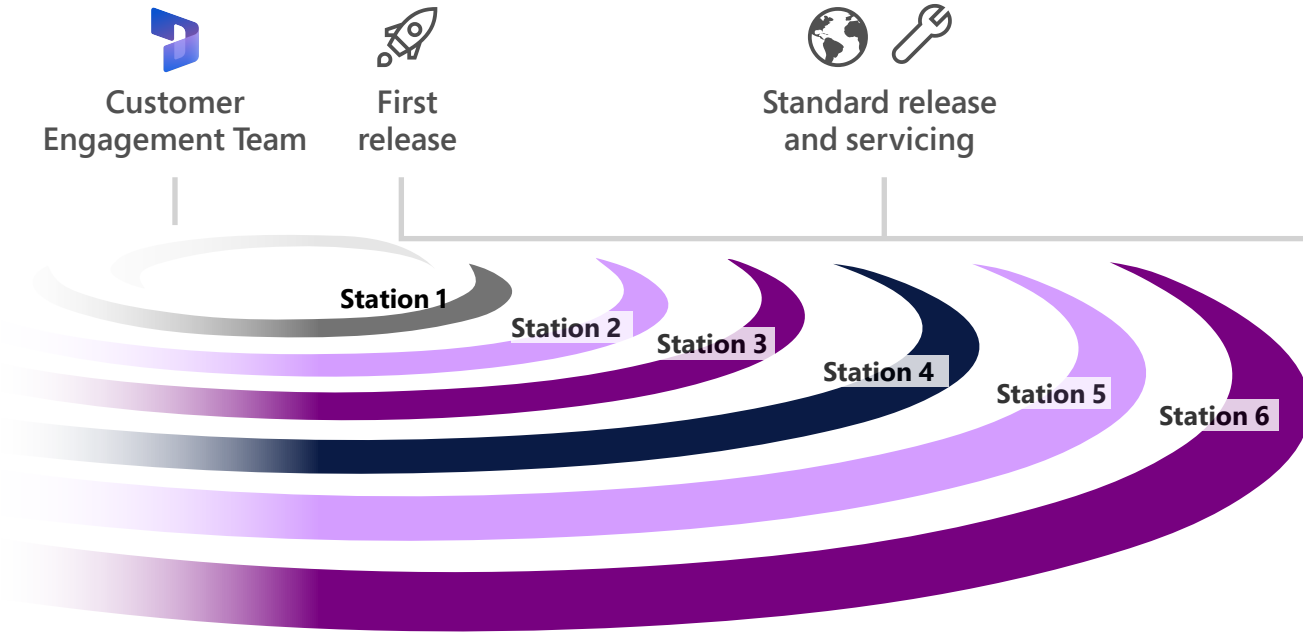 Customer
Engagement Team
First
release
Standard release
and servicing
Station 1
Station 2
Station 3
Station 4
Station 5
Station 6